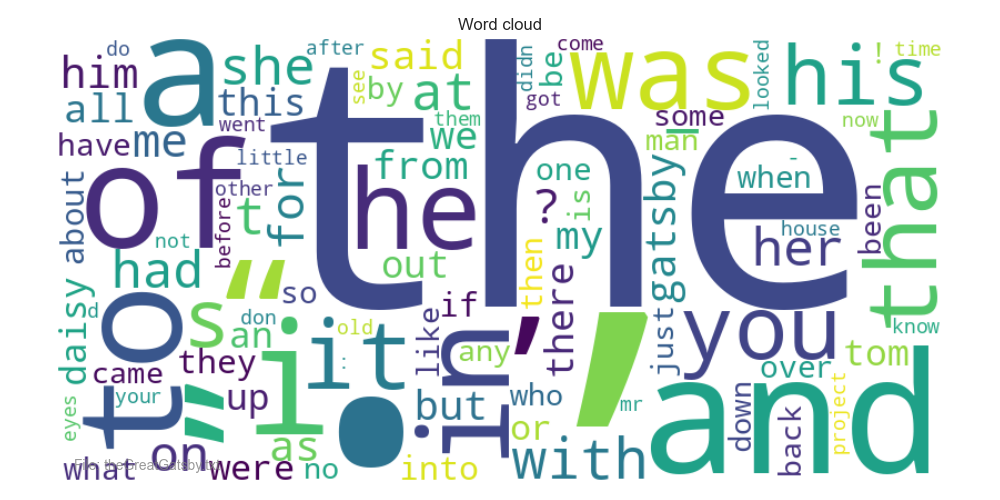 Word cloud
do
him
all
a
she
after
said
see
by
at
this
went
have
me
we
them
the
didn
be
come
got
was
looked
his
!
time
some
man
now
that
of
little
other
before
t
for
from
he
one
?
is
my
when
-
house
her
been
about
not
had
out
then
there
gatsby
just
you
know
daisy
d
to
“
s
so
don
an
it
old
:
i
like
if
in
any
’
,
.
tom
over
they
came
your
up
”
but
who
or
mr
and
down
back
project
eyes
what
on
were
as
no
into
with
File: theGreatGatsby.txt